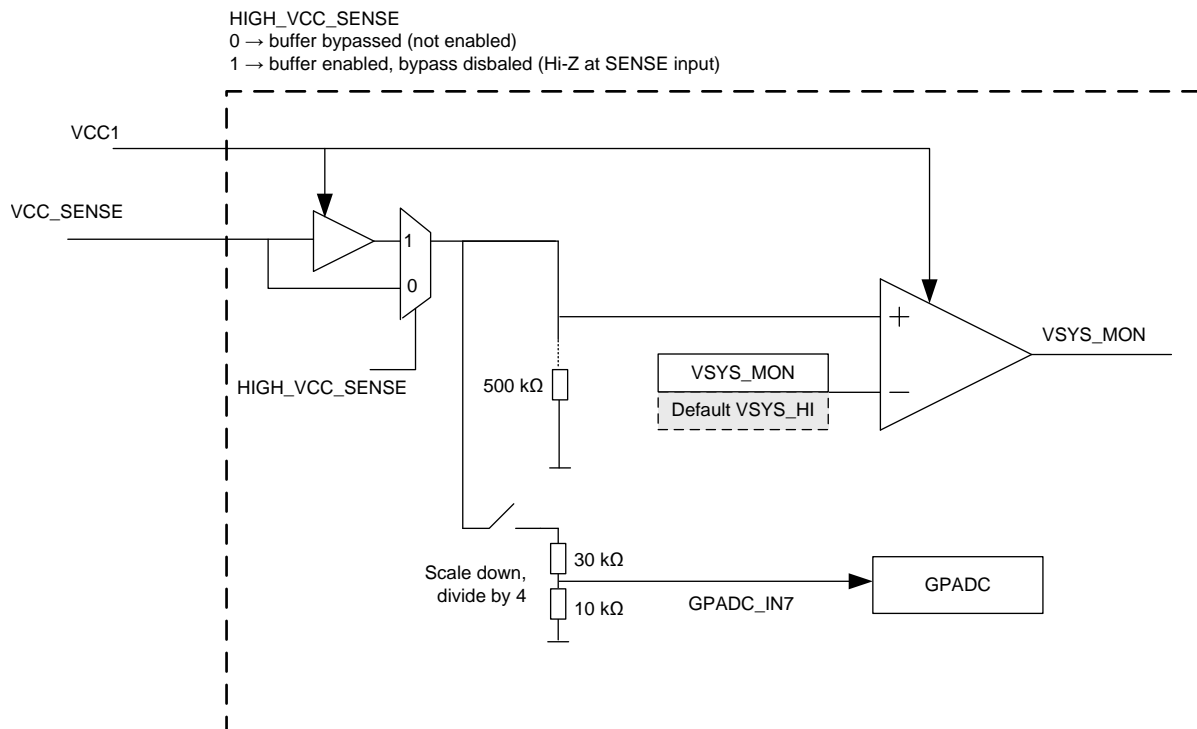 HIGH_VCC_SENSE
0 → buffer bypassed (not enabled)
1 → buffer enabled, bypass disbaled (Hi-Z at SENSE input)
VCC1
VCC_SENSE
1
0
HIGH_VCC_SENSE
500 kΩ
VSYS_MON
Default VSYS_HI
+
−
VSYS_MON
Scale down,
divide by 4
30 kΩ
10 kΩ
GPADC_IN7
GPADC